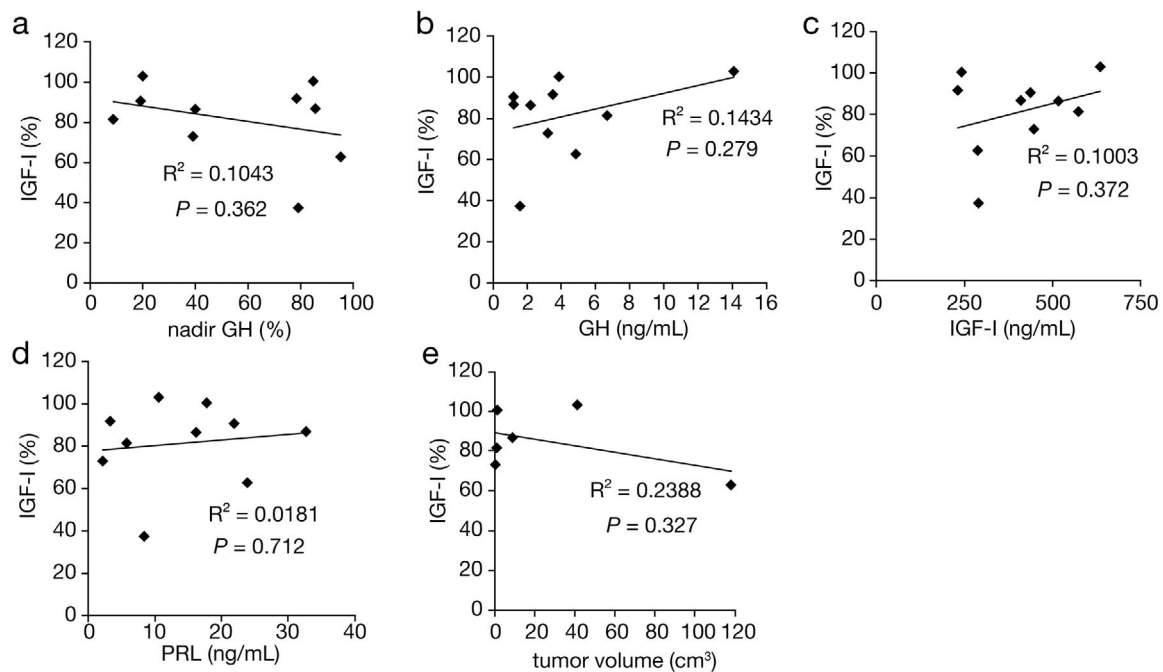 a
120
100
80
60
40
20
0
IGF-I (%)
R² = 0.1043
P = 0.362
0 20 40 60 80 100
nadir GH (%)
b
120
100
80
60
40
20
0
IGF-I (%)
R² = 0.1434
P = 0.279
0 2 4 6 8 10 12 14 16
GH (ng/mL)
c
120
100
80
60
40
20
0
IGF-I (%)
R² = 0.1003
P = 0.372
0 250 500 750
IGF-I (ng/mL)
d
120
100
80
60
40
20
0
IGF-I (%)
R² = 0.0181
P = 0.712
0 10 20 30 40
PRL (ng/mL)
e
120
100
80
60
40
20
0
IGF-I (%)
R² = 0.2388
P = 0.327
0 20 40 60 80 100 120
tumor volume (cm³)